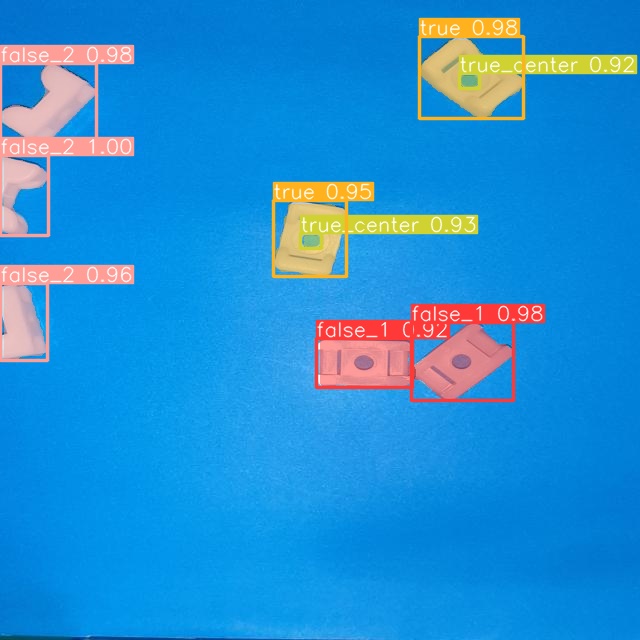 true 0.98
false_2 0.98
true_center 0.92
false_2 1.00
true 0.95
true_center 0.93
false_2 0.96
false_1 0.98
false_1 0.92